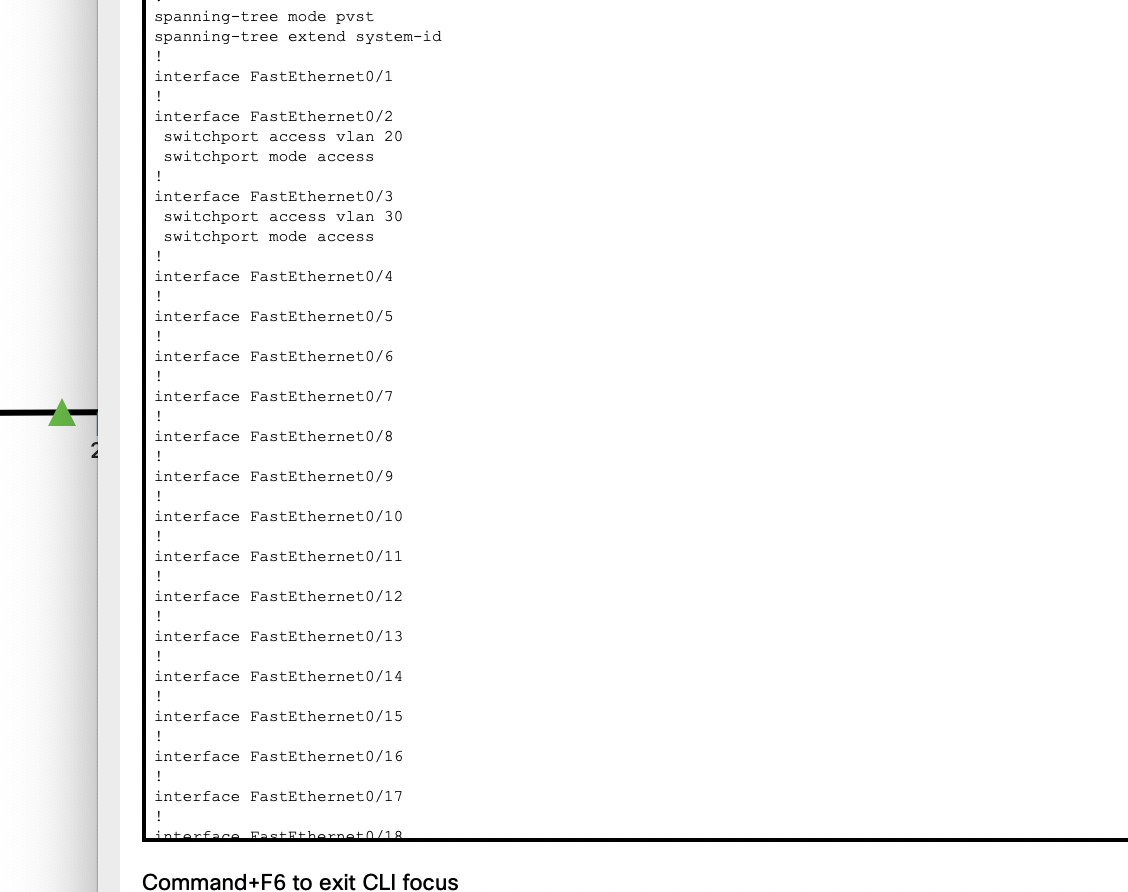 !
spanning-tree mode pvst
spanning-tree extend system-id
!
interface FastEthernet0/1
!
interface FastEthernet0/2
 switchport access vlan 20
 switchport mode access
!
interface FastEthernet0/3
 switchport access vlan 30
 switchport mode access
!
interface FastEthernet0/4
!
interface FastEthernet0/5
!
interface FastEthernet0/6
!
interface FastEthernet0/7
!
interface FastEthernet0/8
!
interface FastEthernet0/9
!
interface FastEthernet0/10
!
interface FastEthernet0/11
!
interface FastEthernet0/12
!
interface FastEthernet0/13
!
interface FastEthernet0/14
!
interface FastEthernet0/15
!
interface FastEthernet0/16
!
interface FastEthernet0/17
!
interface FastEthernet0/18
2
Command+F6 to exit CLI focus